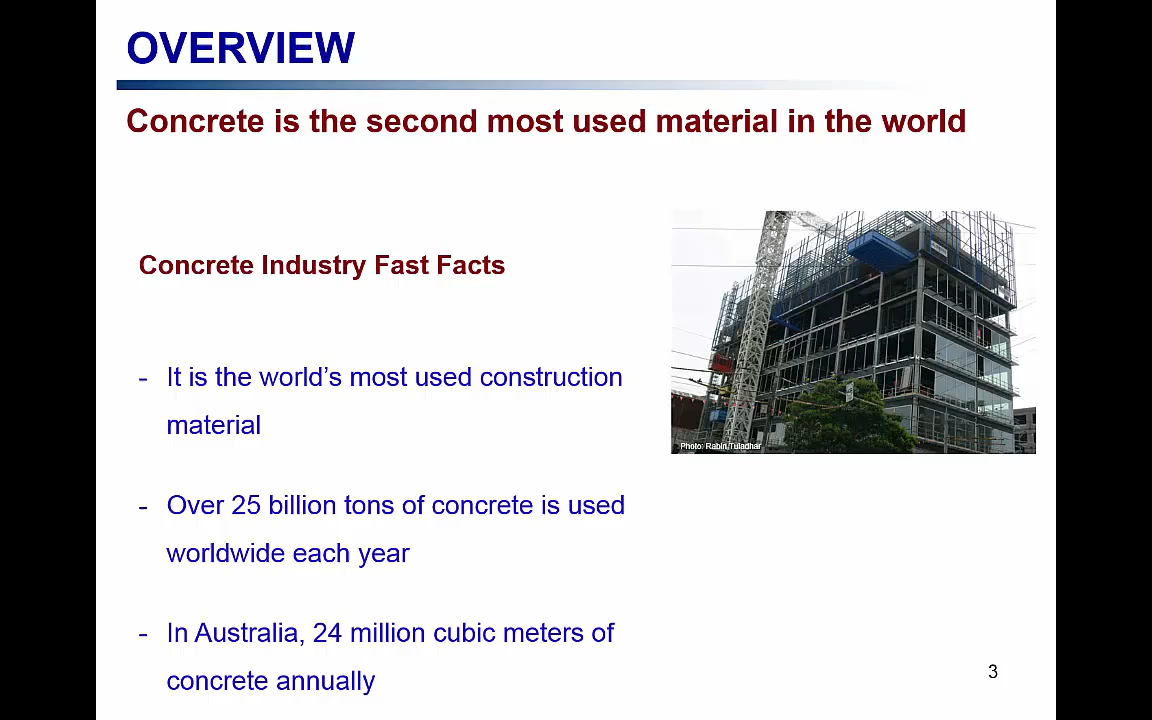 OVERVIEW
Concrete is the second most used material in the world
Concrete Industry Fast Facts
- It is the world’s most used construction
material
- Over 25 billion tons of concrete is used
worldwide each year
- In Australia, 24 million cubic meters of
concrete annually
Photo: Rabin Tuladhar
3